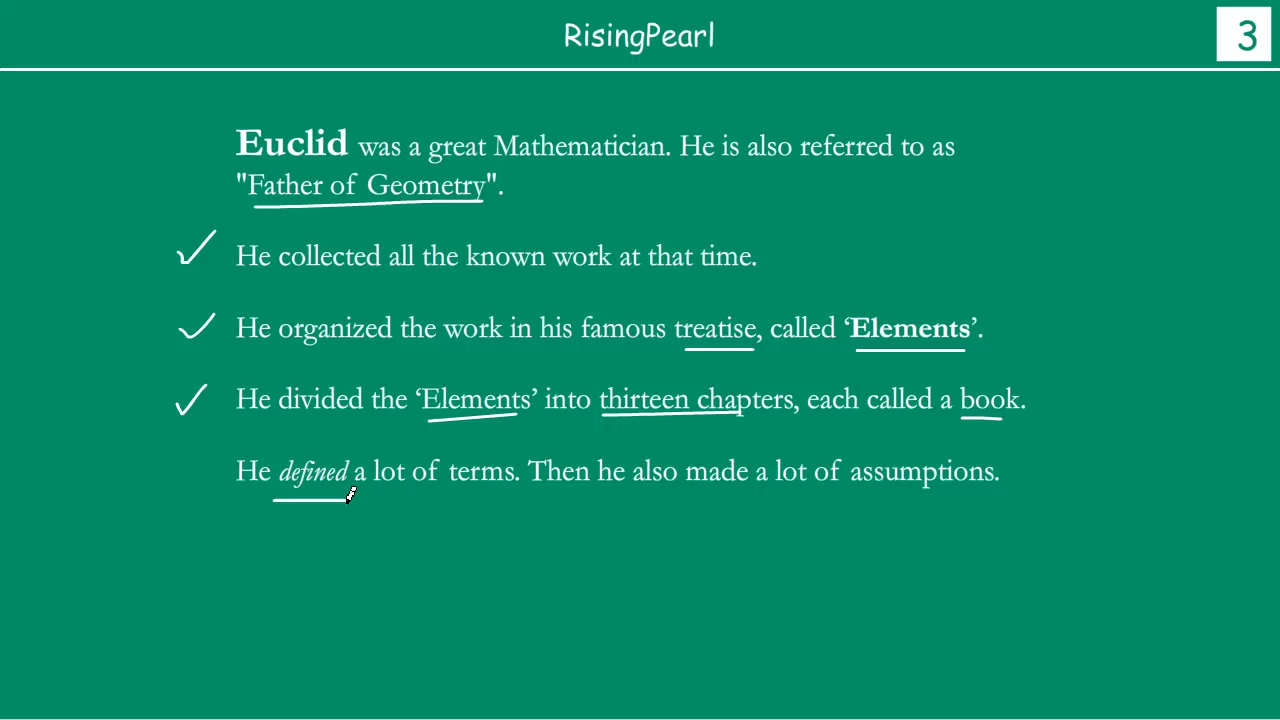 RisingPearl
3
Euclid was a great Mathematician. He is also referred to as
"Father of Geometry".
He collected all the known work at that time.
He organized the work in his famous treatise, called ‘Elements’.
He divided the ‘Elements’ into thirteen chapters, each called a book.
He defined a lot of terms. Then he also made a lot of assumptions.